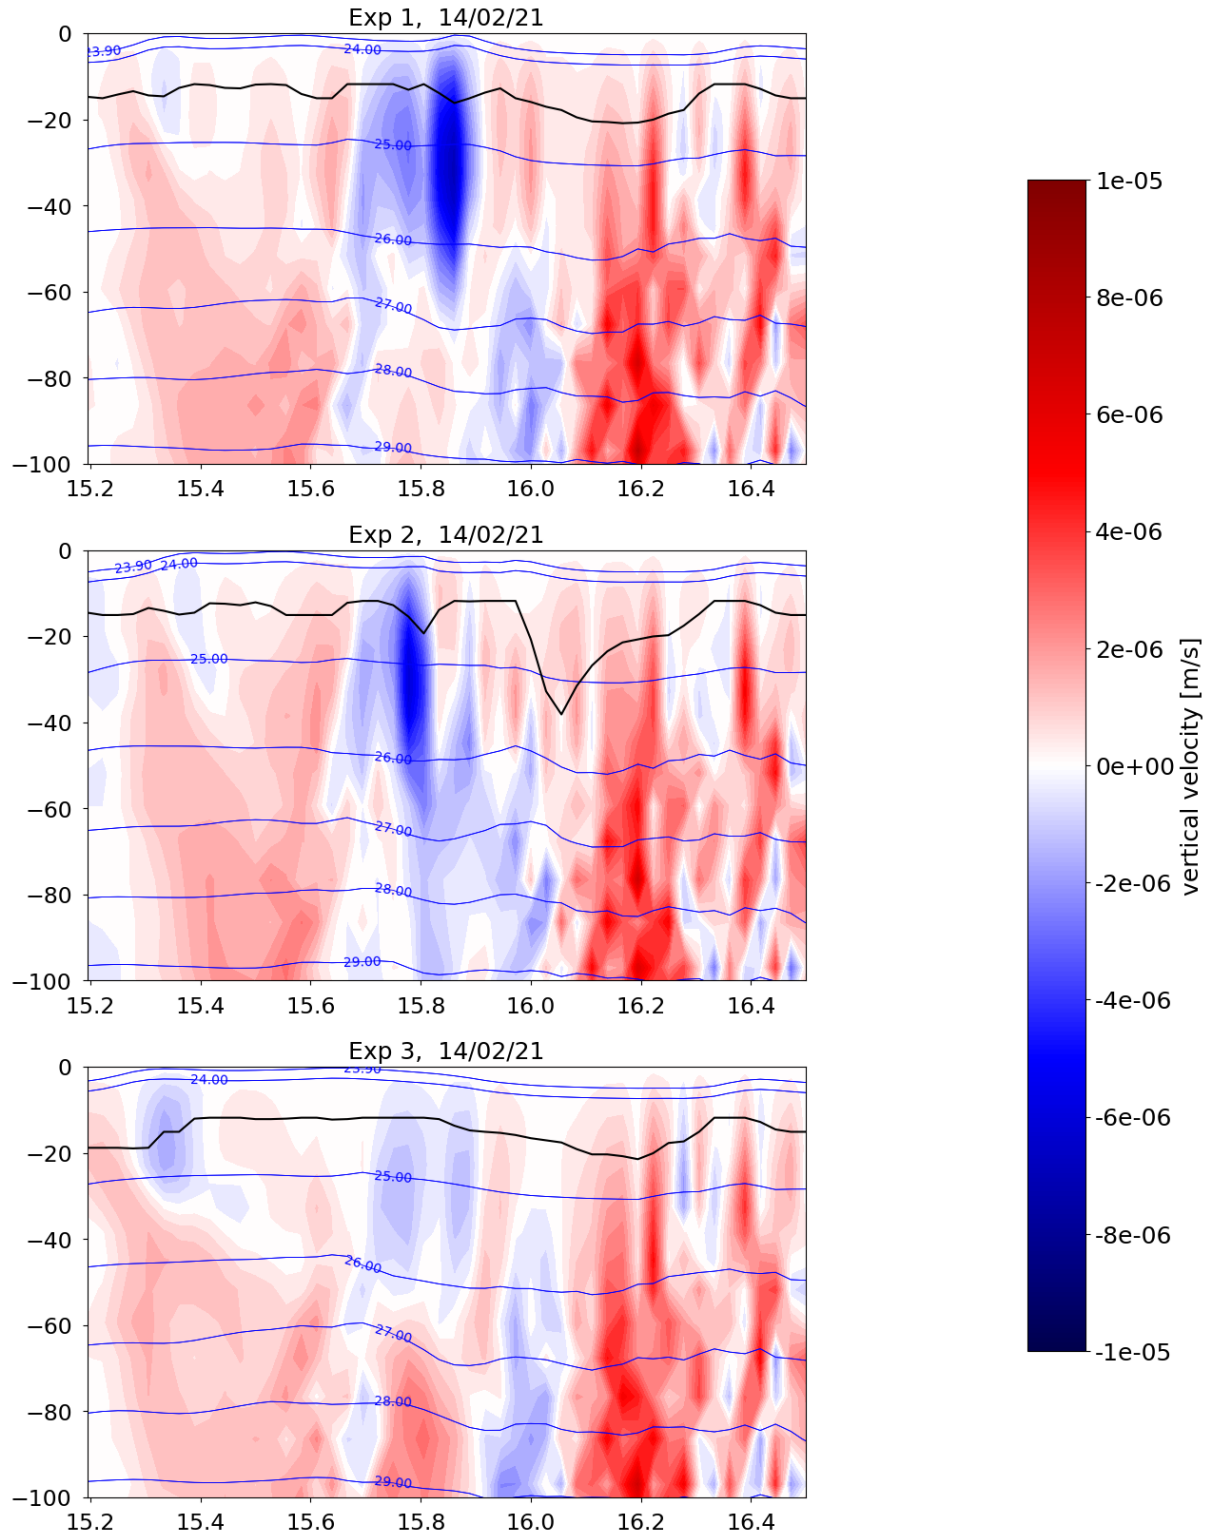 Exp 1,  14/02/21
0
−20
−40
−60
−80
−100
23.90
24.00
25.00
26.00
27.00
28.00
29.00
15.2 15.4 15.6 15.8 16.0 16.2 16.4
Exp 2,  14/02/21
0
−20
−40
−60
−80
−100
23.90 24.00
25.00
26.00
27.00
28.00
29.00
15.2 15.4 15.6 15.8 16.0 16.2 16.4
Exp 3,  14/02/21
0
−20
−40
−60
−80
−100
23.90
24.00
25.00
26.00
27.00
28.00
29.00
15.2 15.4 15.6 15.8 16.0 16.2 16.4
1e-05
8e-06
6e-06
4e-06
2e-06
0e+00
-2e-06
-4e-06
-6e-06
-8e-06
-1e-05
vertical velocity [m/s]